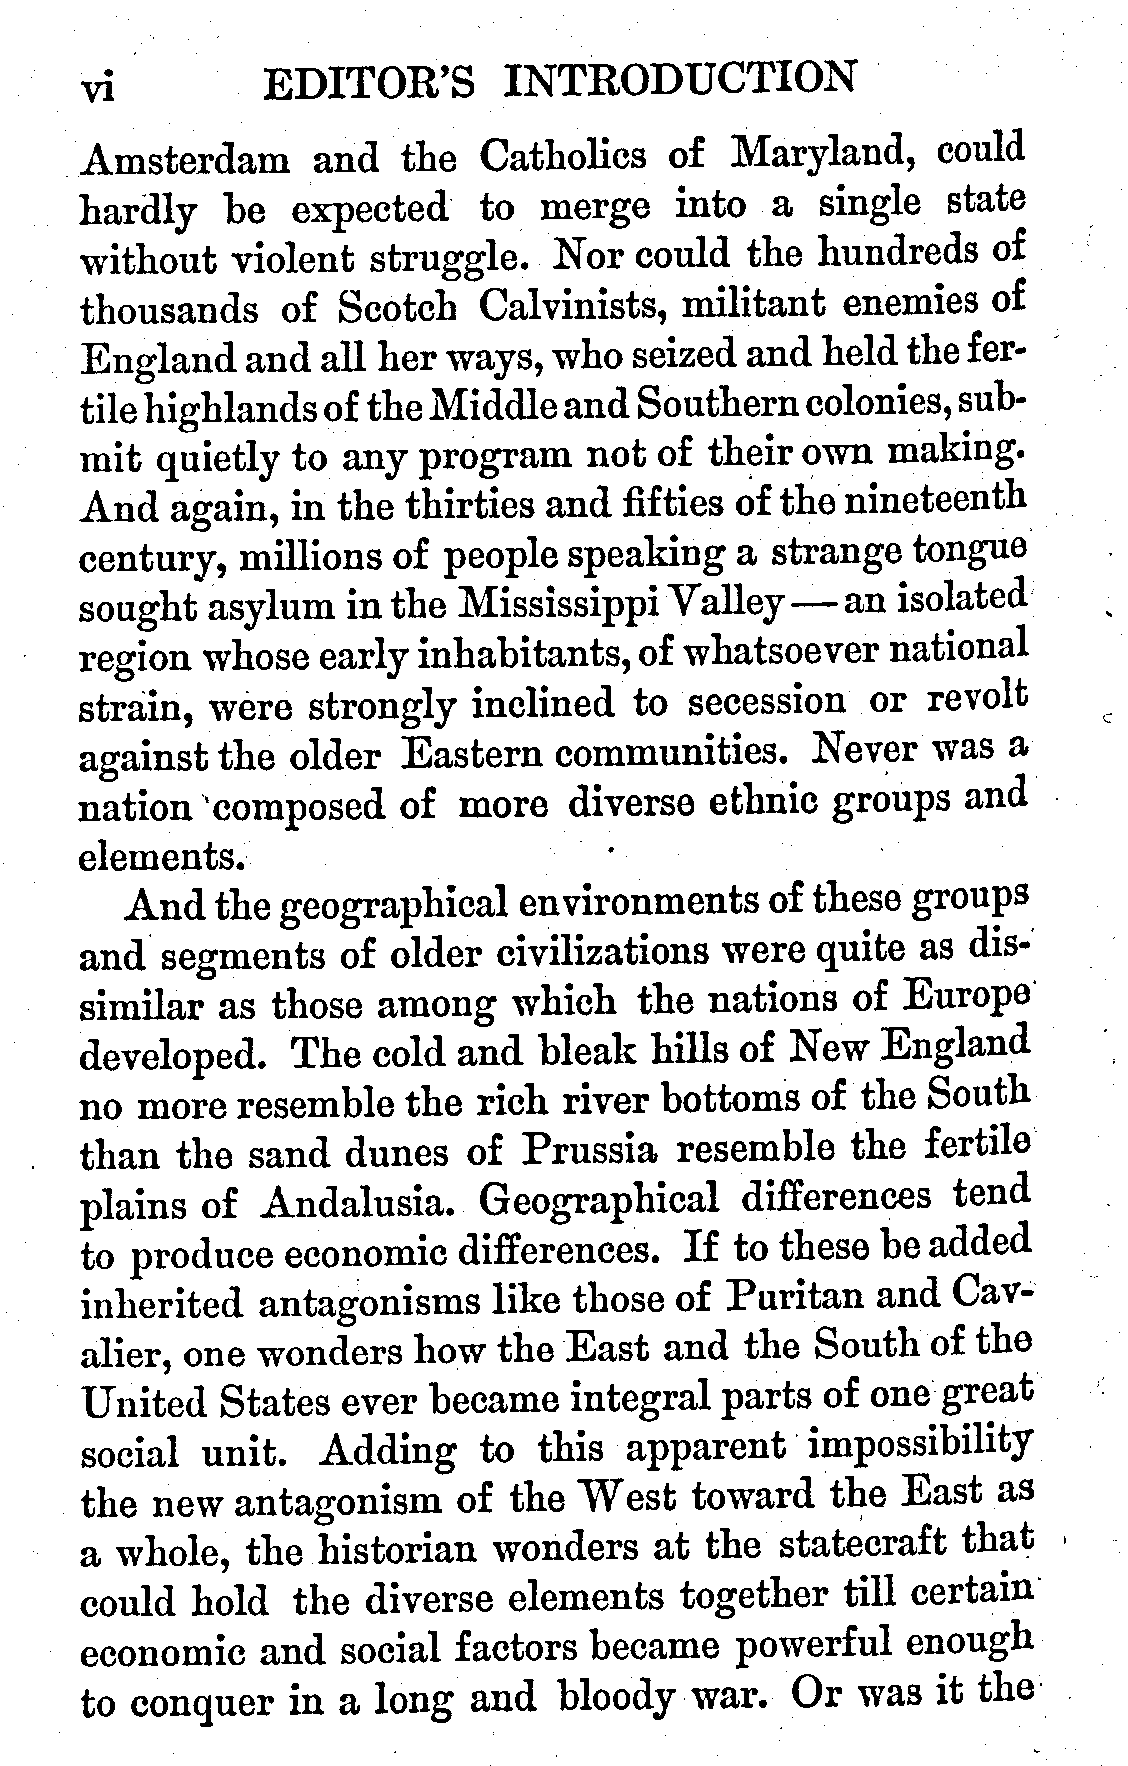 vi EDITOR'S INTRODUCTION
Amsterdam and the Catholics of Maryland, could
hardly be expected to merge into a single state
without violent struggle. Nor could the hundreds of
thousands of Scotch Calvinists, militant enemies of
England and all her ways, who seized and held the fer-
tile highlands of the Middle and Southern colonies, sub-
mit quietly to any program not of their own making.
And again, in the thirties and fifties of the nineteenth
century, millions of people speaking a strange tongue
sought asylum in the Mississippi Valley — an isolated
region whose early inhabitants, of whatsoever national
strain, were strongly inclined to secession or revolt
against the older Eastern communities. Never was a
nation composed of more diverse ethnic groups and
elements.
And the geographical environments of these groups
and segments of older civilizations were quite as dis-
similar as those among which the nations of Europe
developed. The cold and bleak hills of New England
no more resemble the rich river bottoms of the South
than the sand dunes of Prussia resemble the fertile
plains of Andalusia. Geographical differences tend
to produce economic differences. If to these be added
inherited antagonisms like those of Puritan and Cav-
alier, one wonders how the East and the South of the
United States ever became integral parts of one great
social unit. Adding to this apparent impossibility
the new antagonism of the West toward the East as
a whole, the historian wonders at the statecraft that
could hold the diverse elements together till certain
economic and social factors became powerful enough
to conquer in a long and bloody war. Or was it the